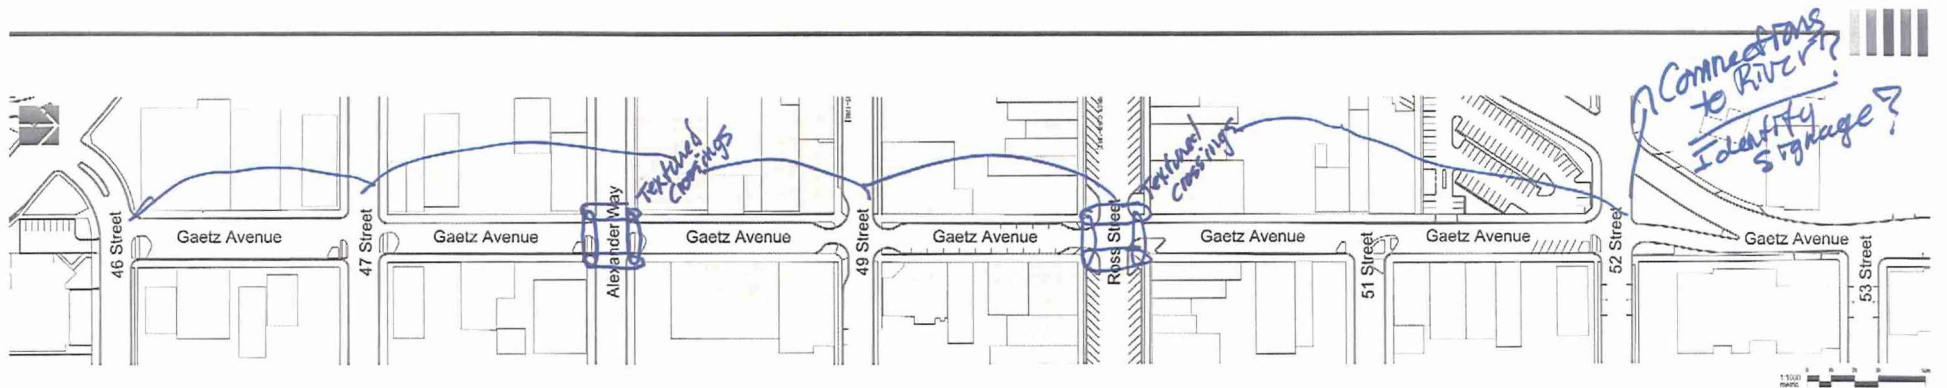 Connections
to River?
Identity
Signage?
Textured
Crossings
Textured
Crossings
46 Street
Gaetz Avenue
47 Street
Gaetz Avenue
Alexander Way
Gaetz Avenue
49 Street
Gaetz Avenue
Ross Street
Gaetz Avenue
51 Street
Gaetz Avenue
52 Street
Gaetz Avenue
53 Street
metric